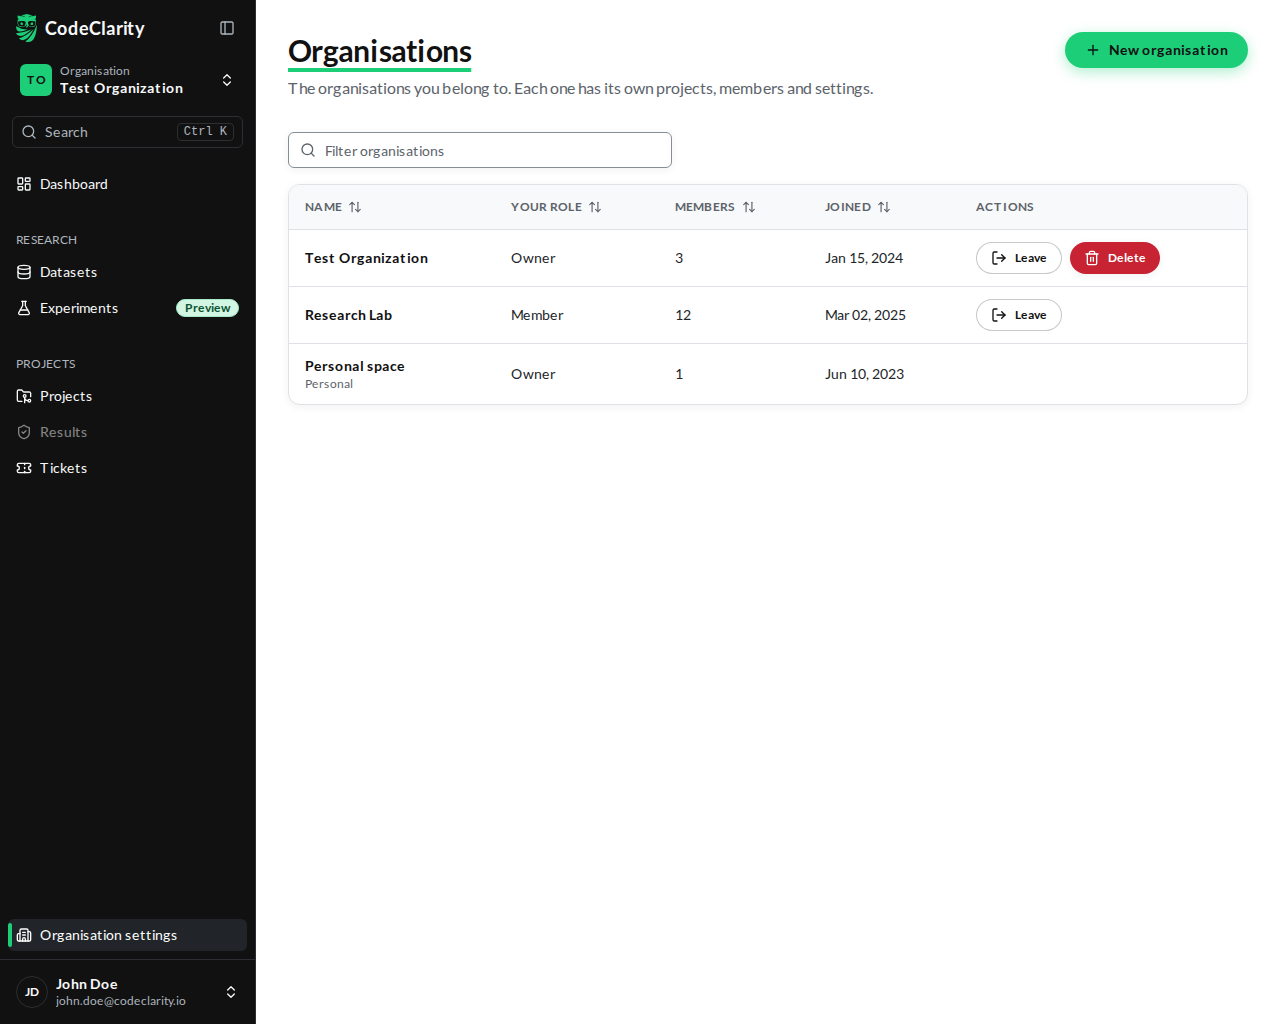 CodeClarity
Organisation
TO
Test Organization
Search
Ctrl K
Dashboard
RESEARCH
Datasets
Experiments
Preview
PROJECTS
Projects
Results
Tickets
Organisation settings
JD
John Doe
john.doe@codeclarity.io
Organisations
New organisation
The organisations you belong to. Each one has its own projects, members and settings.
Filter organisations
NAME YOUR ROLE MEMBERS JOINED ACTIONS
Test Organization Owner 3 Jan 15, 2024 Leave Delete
Research Lab Member 12 Mar 02, 2025 Leave
Personal space Owner 1 Jun 10, 2023
Personal